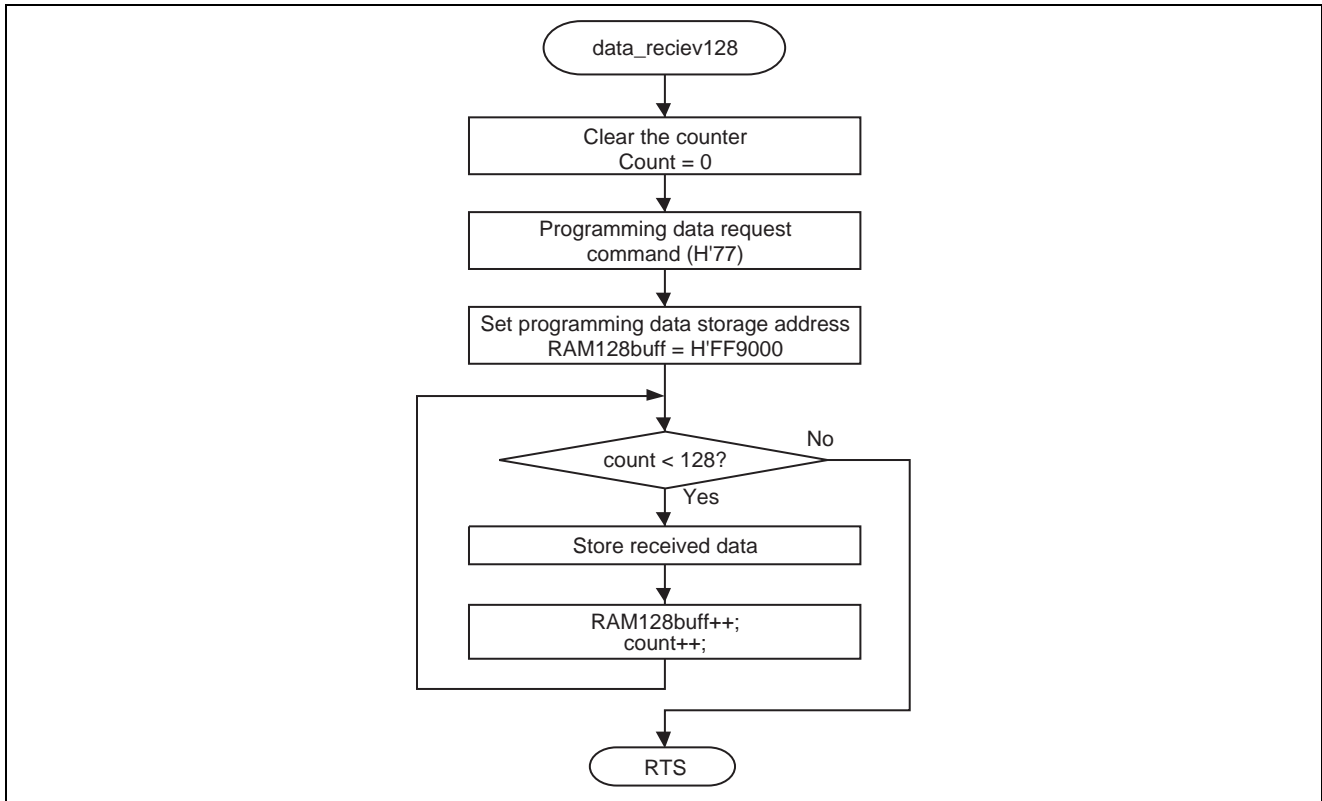 data_reciev128
Clear the counter
Count = 0
Programming data request
command (H'77)
Set programming data storage address
RAM128buff = H'FF9000
count < 128?
No
Yes
Store received data
RAM128buff++;
count++;
RTS